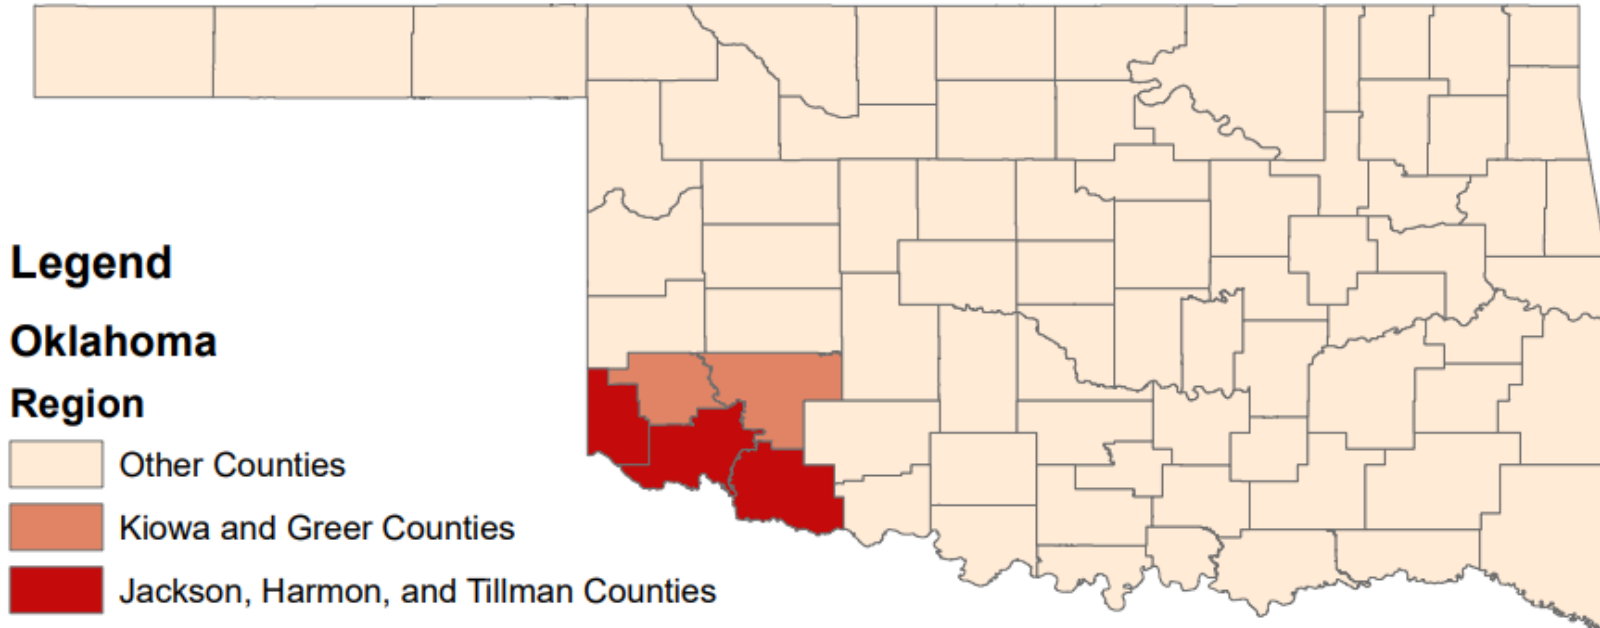 Legend
Oklahoma
Region
Other Counties
Kiowa and Greer Counties
Jackson, Harmon, and Tillman Counties